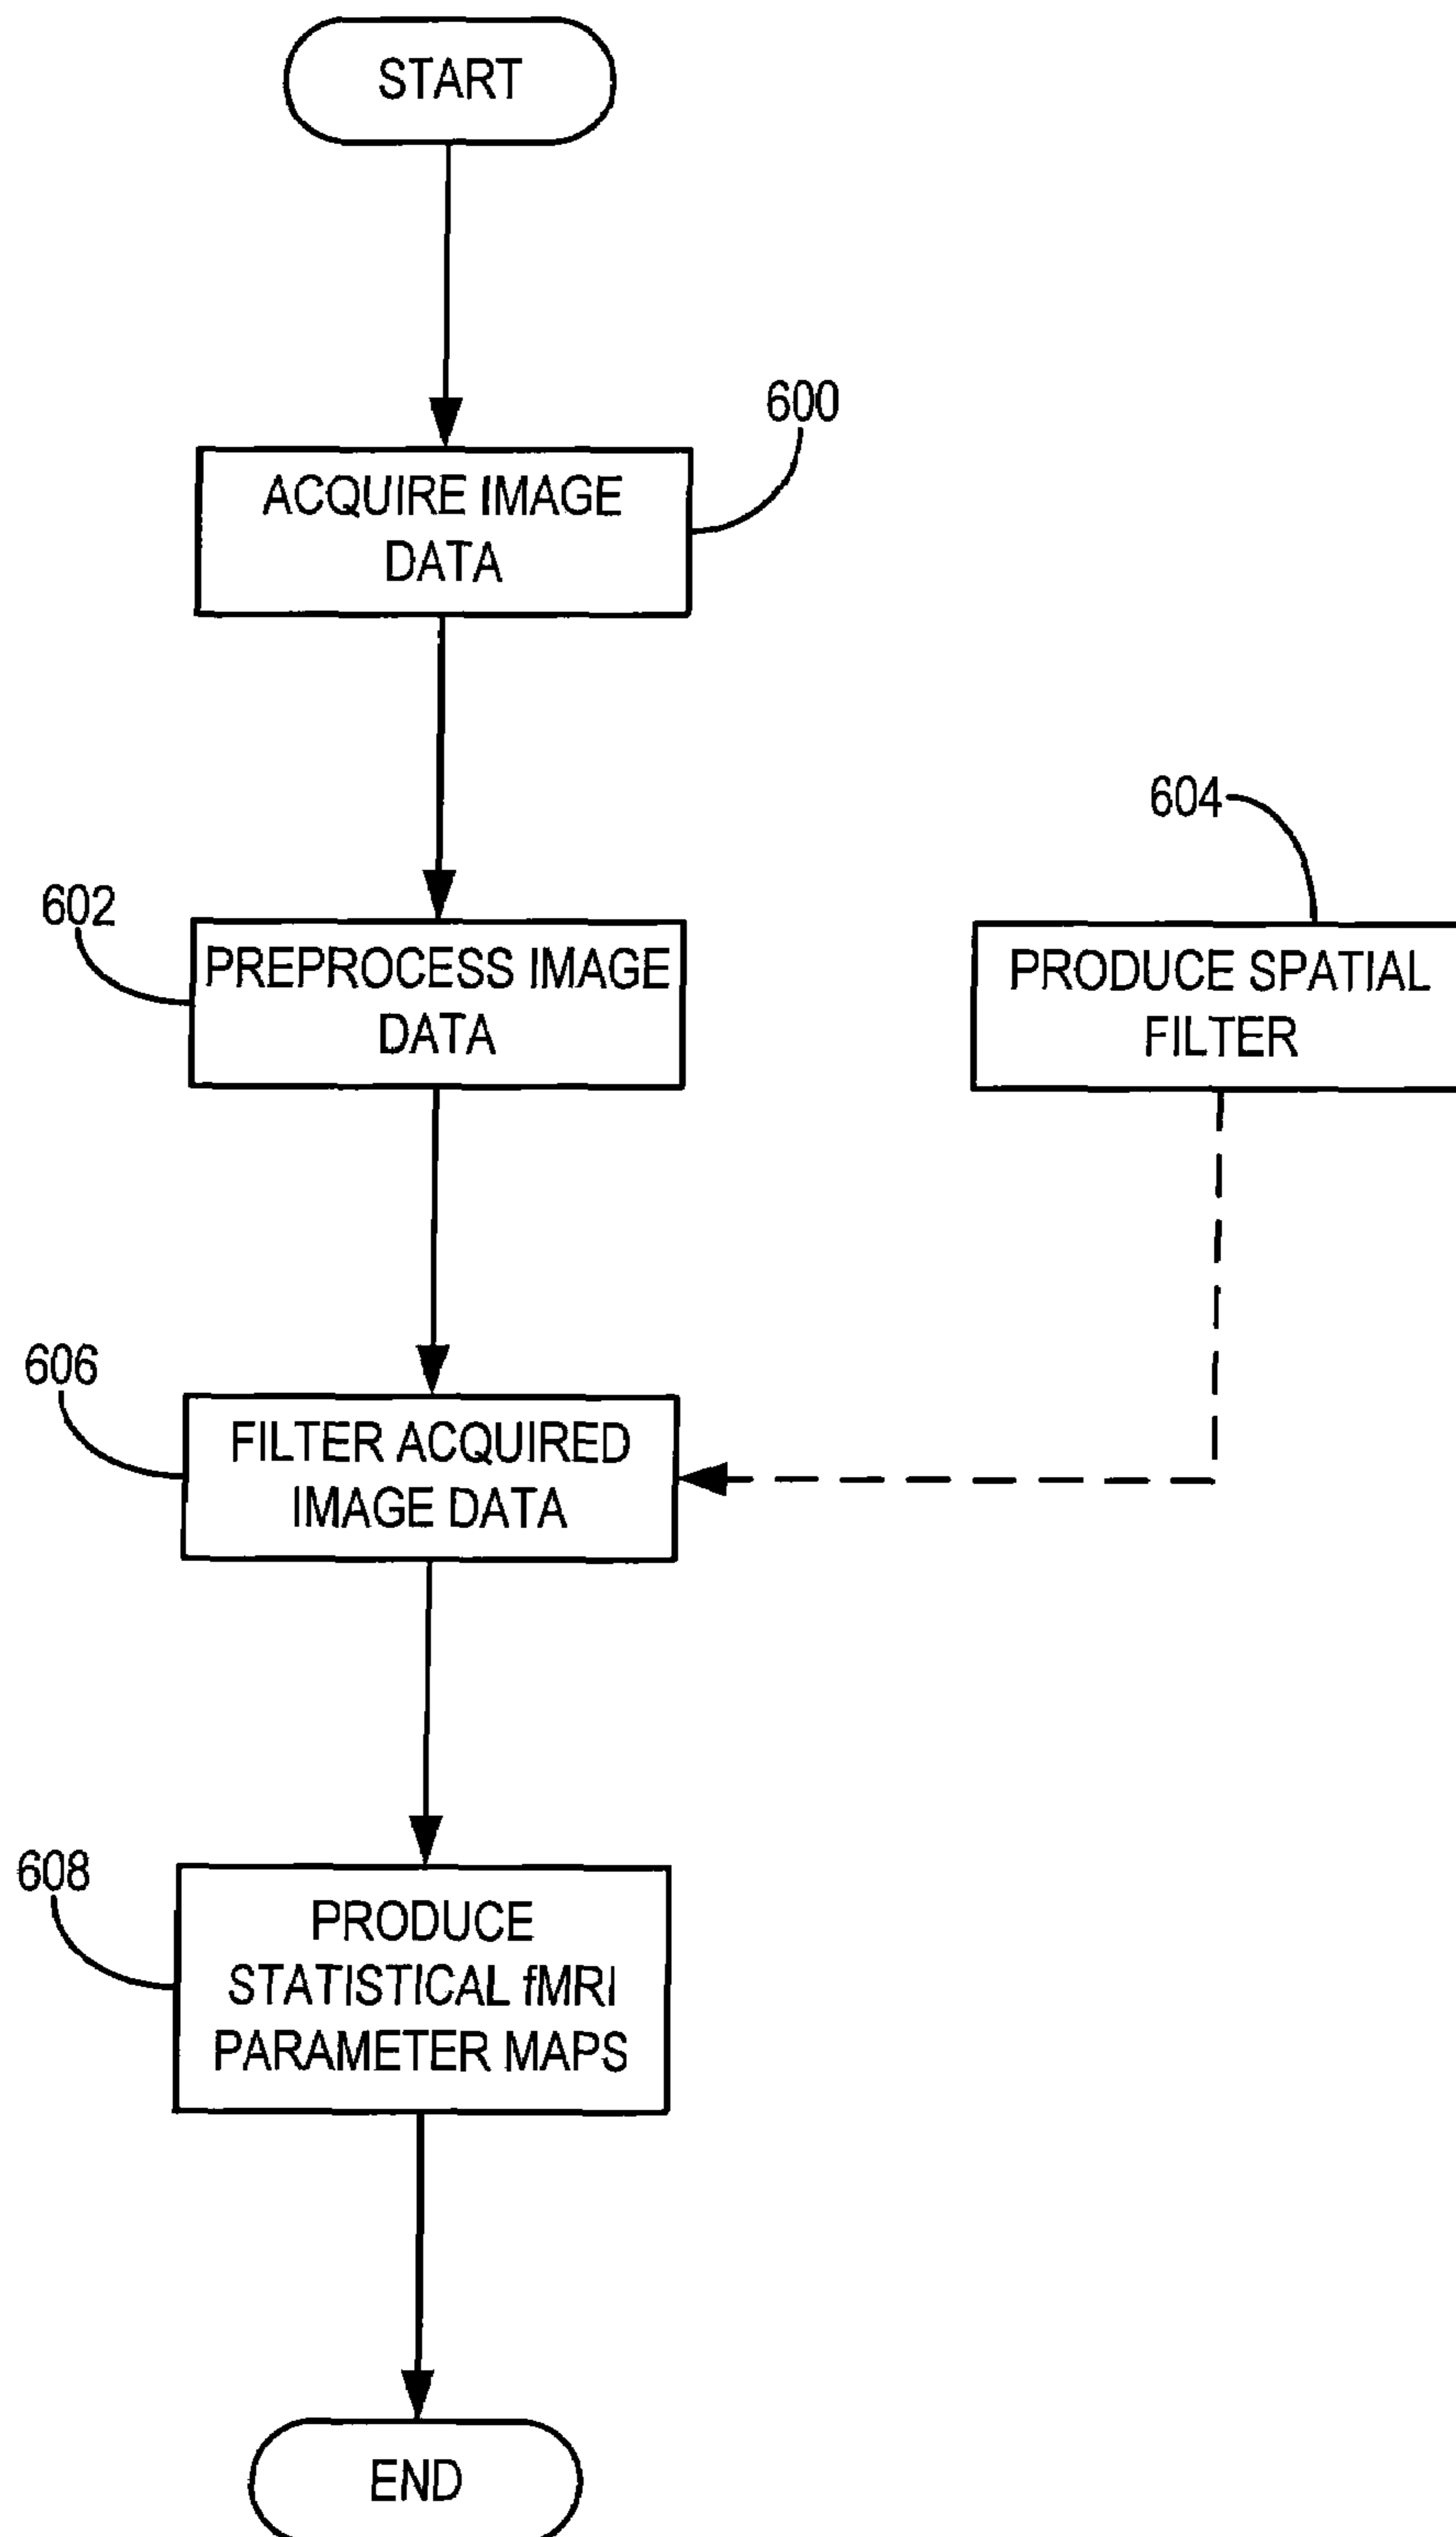 START
600
ACQUIRE IMAGE
DATA
602
PREPROCESS IMAGE
DATA
604
PRODUCE SPATIAL
FILTER
606
FILTER ACQUIRED
IMAGE DATA
608
PRODUCE
STATISTICAL fMRI
PARAMETER MAPS
END